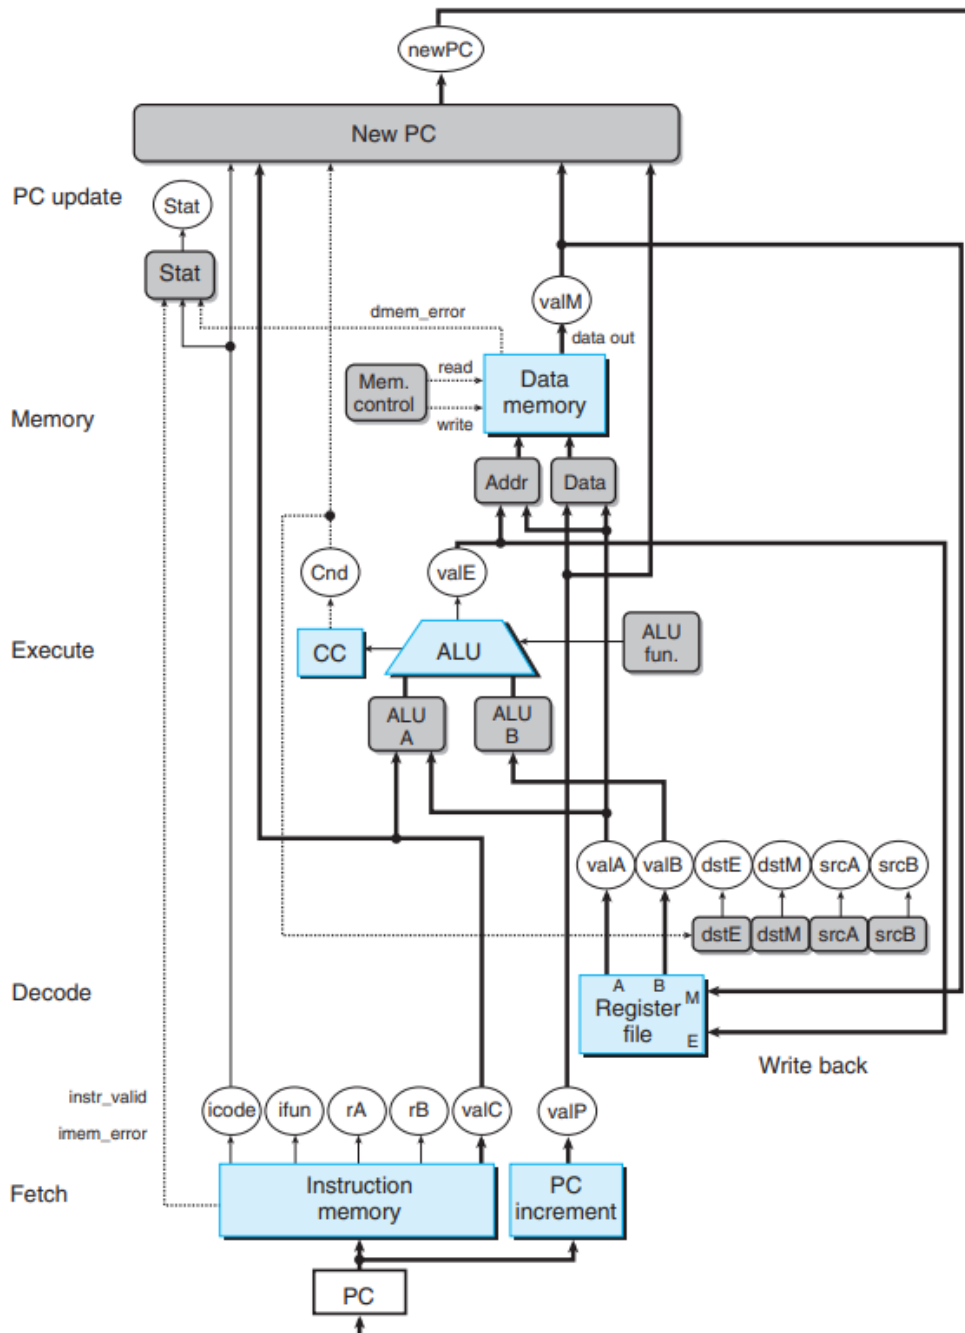 newPC
New PC
PC update
Stat
Stat
valM
dmem_error
data out
read
Mem.
control
write
Data
memory
Memory
Addr
Data
Cnd
valE
Execute
CC
ALU
ALU
fun.
ALU
A
ALU
B
valA
valB
dstE
dstM
srcA
srcB
dstE
dstM
srcA
srcB
Decode
A
B
M
Register
file
E
Write back
instr_valid
imem_error
icode
ifun
rA
rB
valC
valP
Fetch
Instruction
memory
PC
increment
PC